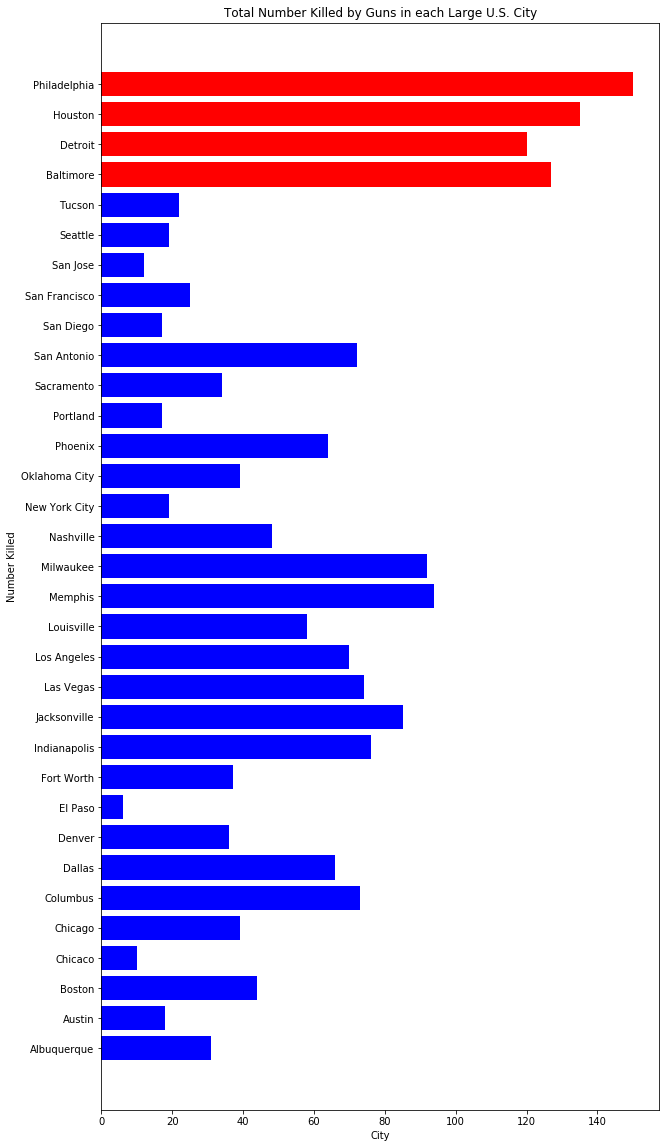 Total Number Killed by Guns in each Large U.S. City
Philadelphia
Houston
Detroit
Baltimore
Tucson
Seattle
San Jose
San Francisco
San Diego
San Antonio
Sacramento
Portland
Phoenix
Oklahoma City
New York City
Nashville
Number Killed
Milwaukee
Memphis
Louisville
Los Angeles
Las Vegas
Jacksonville
Indianapolis
Fort Worth
El Paso
Denver
Dallas
Columbus
Chicago
Chicaco
Boston
Austin
Albuquerque
0 20 40 60 80 100 120 140
City